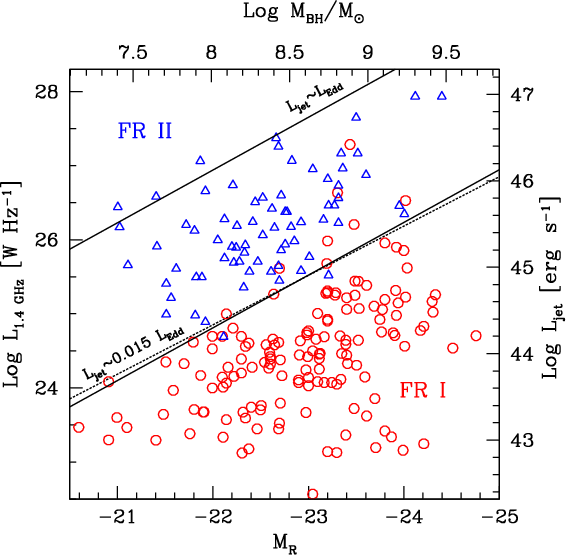 Log M_BH/M_⊙
7.5 8 8.5 9 9.5
28 26 24
Log L_1.4 GHz [W Hz⁻¹]
FR II
L_jet~L_Edd
L_jet~0.015 L_Edd
FR I
47 46 45 44 43
Log L_jet [erg s⁻¹]
−21 −22 −23 −24 −25
M_R